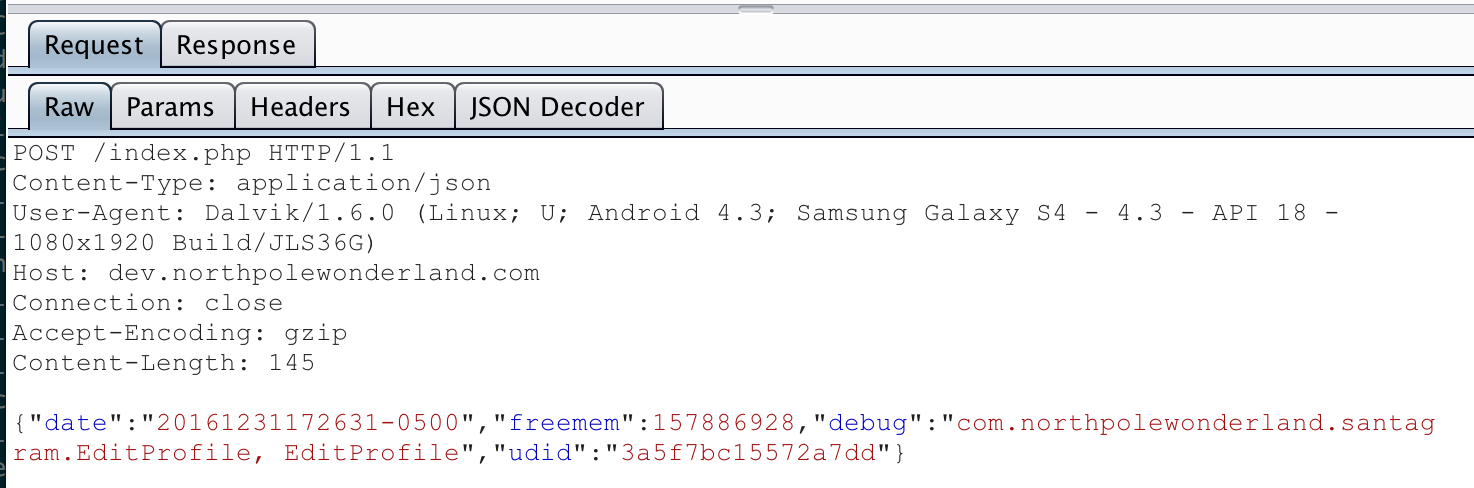 Request Response
Raw Params Headers Hex JSON Decoder
POST /index.php HTTP/1.1
Content-Type: application/json
User-Agent: Dalvik/1.6.0 (Linux; U; Android 4.3; Samsung Galaxy S4 - 4.3 - API 18 -
1080x1920 Build/JLS36G)
Host: dev.northpolewonderland.com
Connection: close
Accept-Encoding: gzip
Content-Length: 145
{"date":"20161231172631-0500","freemem":157886928,"debug":"com.northpolewonderland.santag
ram.EditProfile, EditProfile","udid":"3a5f7bc15572a7dd"}